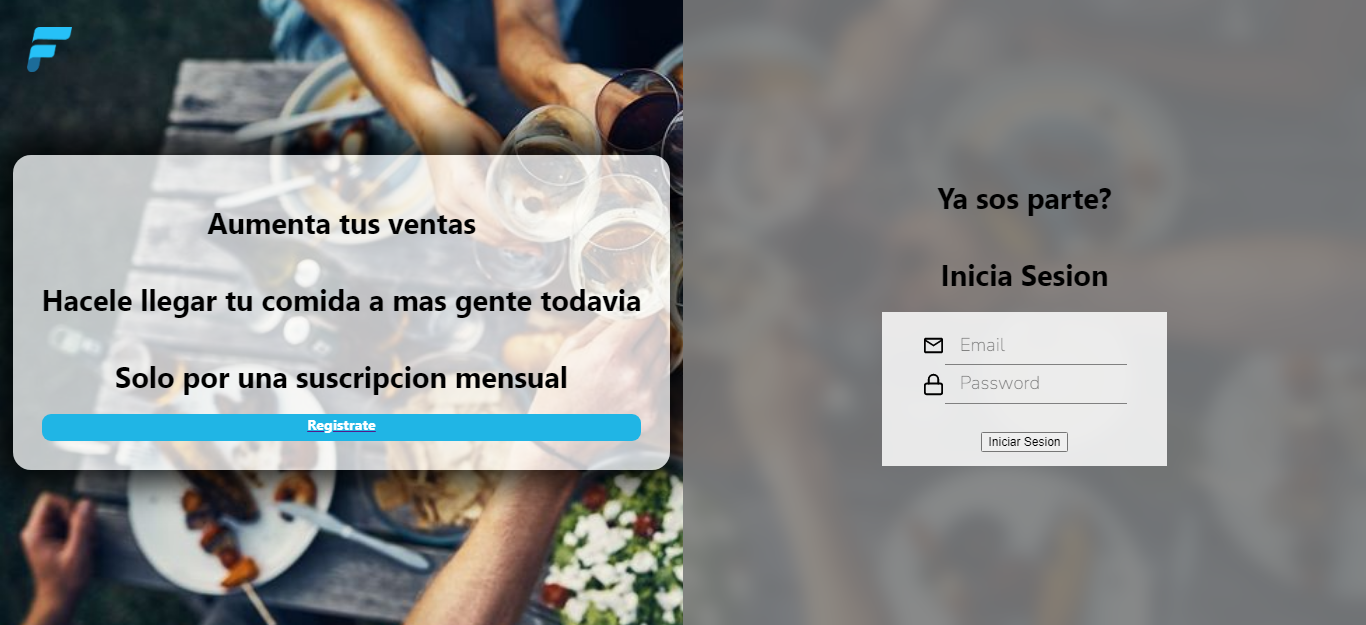 F
Aumenta tus ventas
Hacele llegar tu comida a mas gente todavia
Solo por una suscripcion mensual
Registrate
Ya sos parte?
Inicia Sesion
Email
Password
Iniciar Sesion